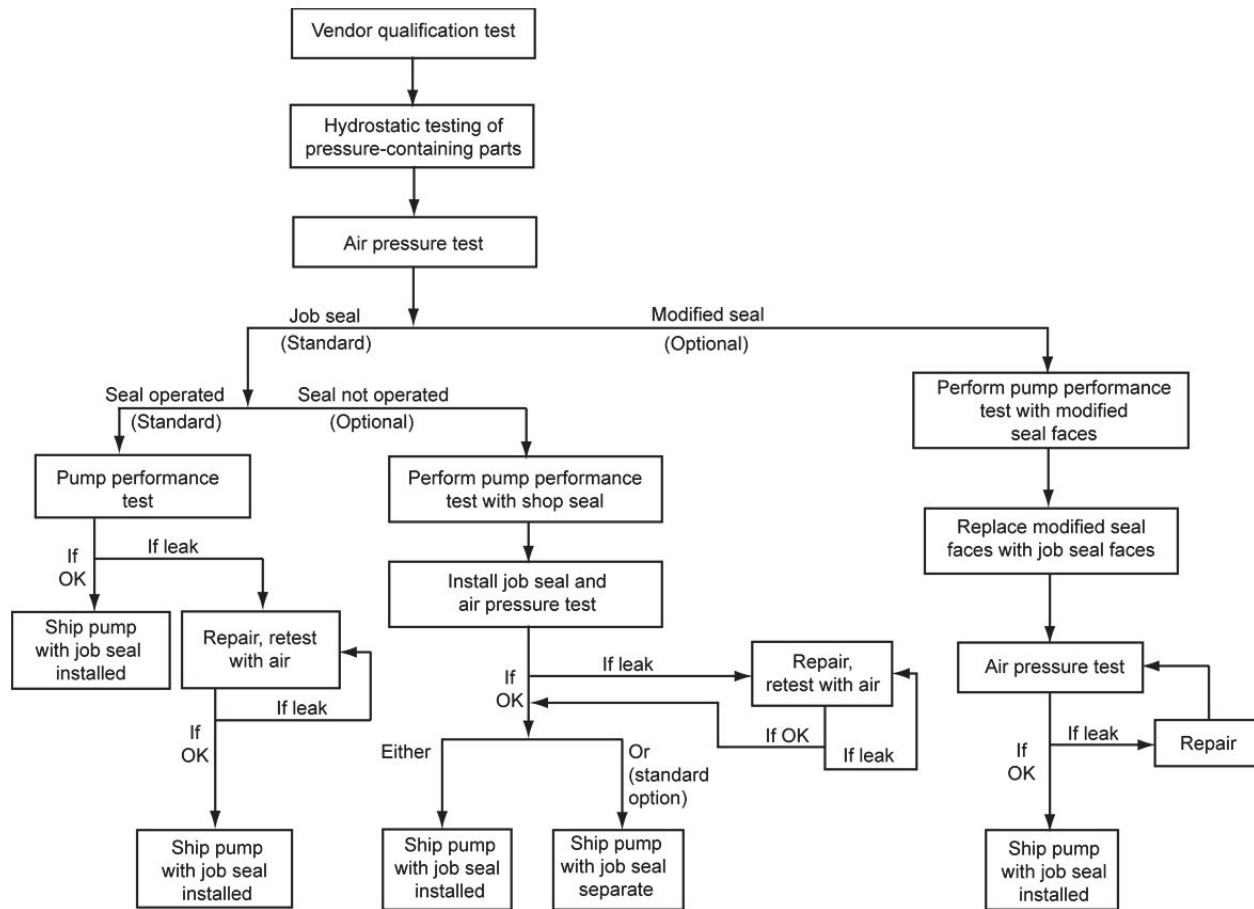 Vendor qualification test
Hydrostatic testing of
pressure-containing parts
Air pressure test
Job seal
(Standard)
Modified seal
(Optional)
Seal operated
(Standard)
Seal not operated
(Optional)
Perform pump performance
test with modified
seal faces
Pump performance
test
Perform pump performance
test with shop seal
Replace modified seal
faces with job seal faces
If
OK
If leak
Install job seal and
air pressure test
Ship pump
with job seal
installed
Repair, retest
with air
If leak
If
OK
If
OK
If leak
Repair,
retest with air
If OK
If leak
Air pressure test
If
OK
If leak
Repair
Either
Or
(standard
option)
Ship pump
with job seal
installed
Ship pump
with job seal
installed
Ship pump
with job seal
separate
Ship pump
with job seal
installed